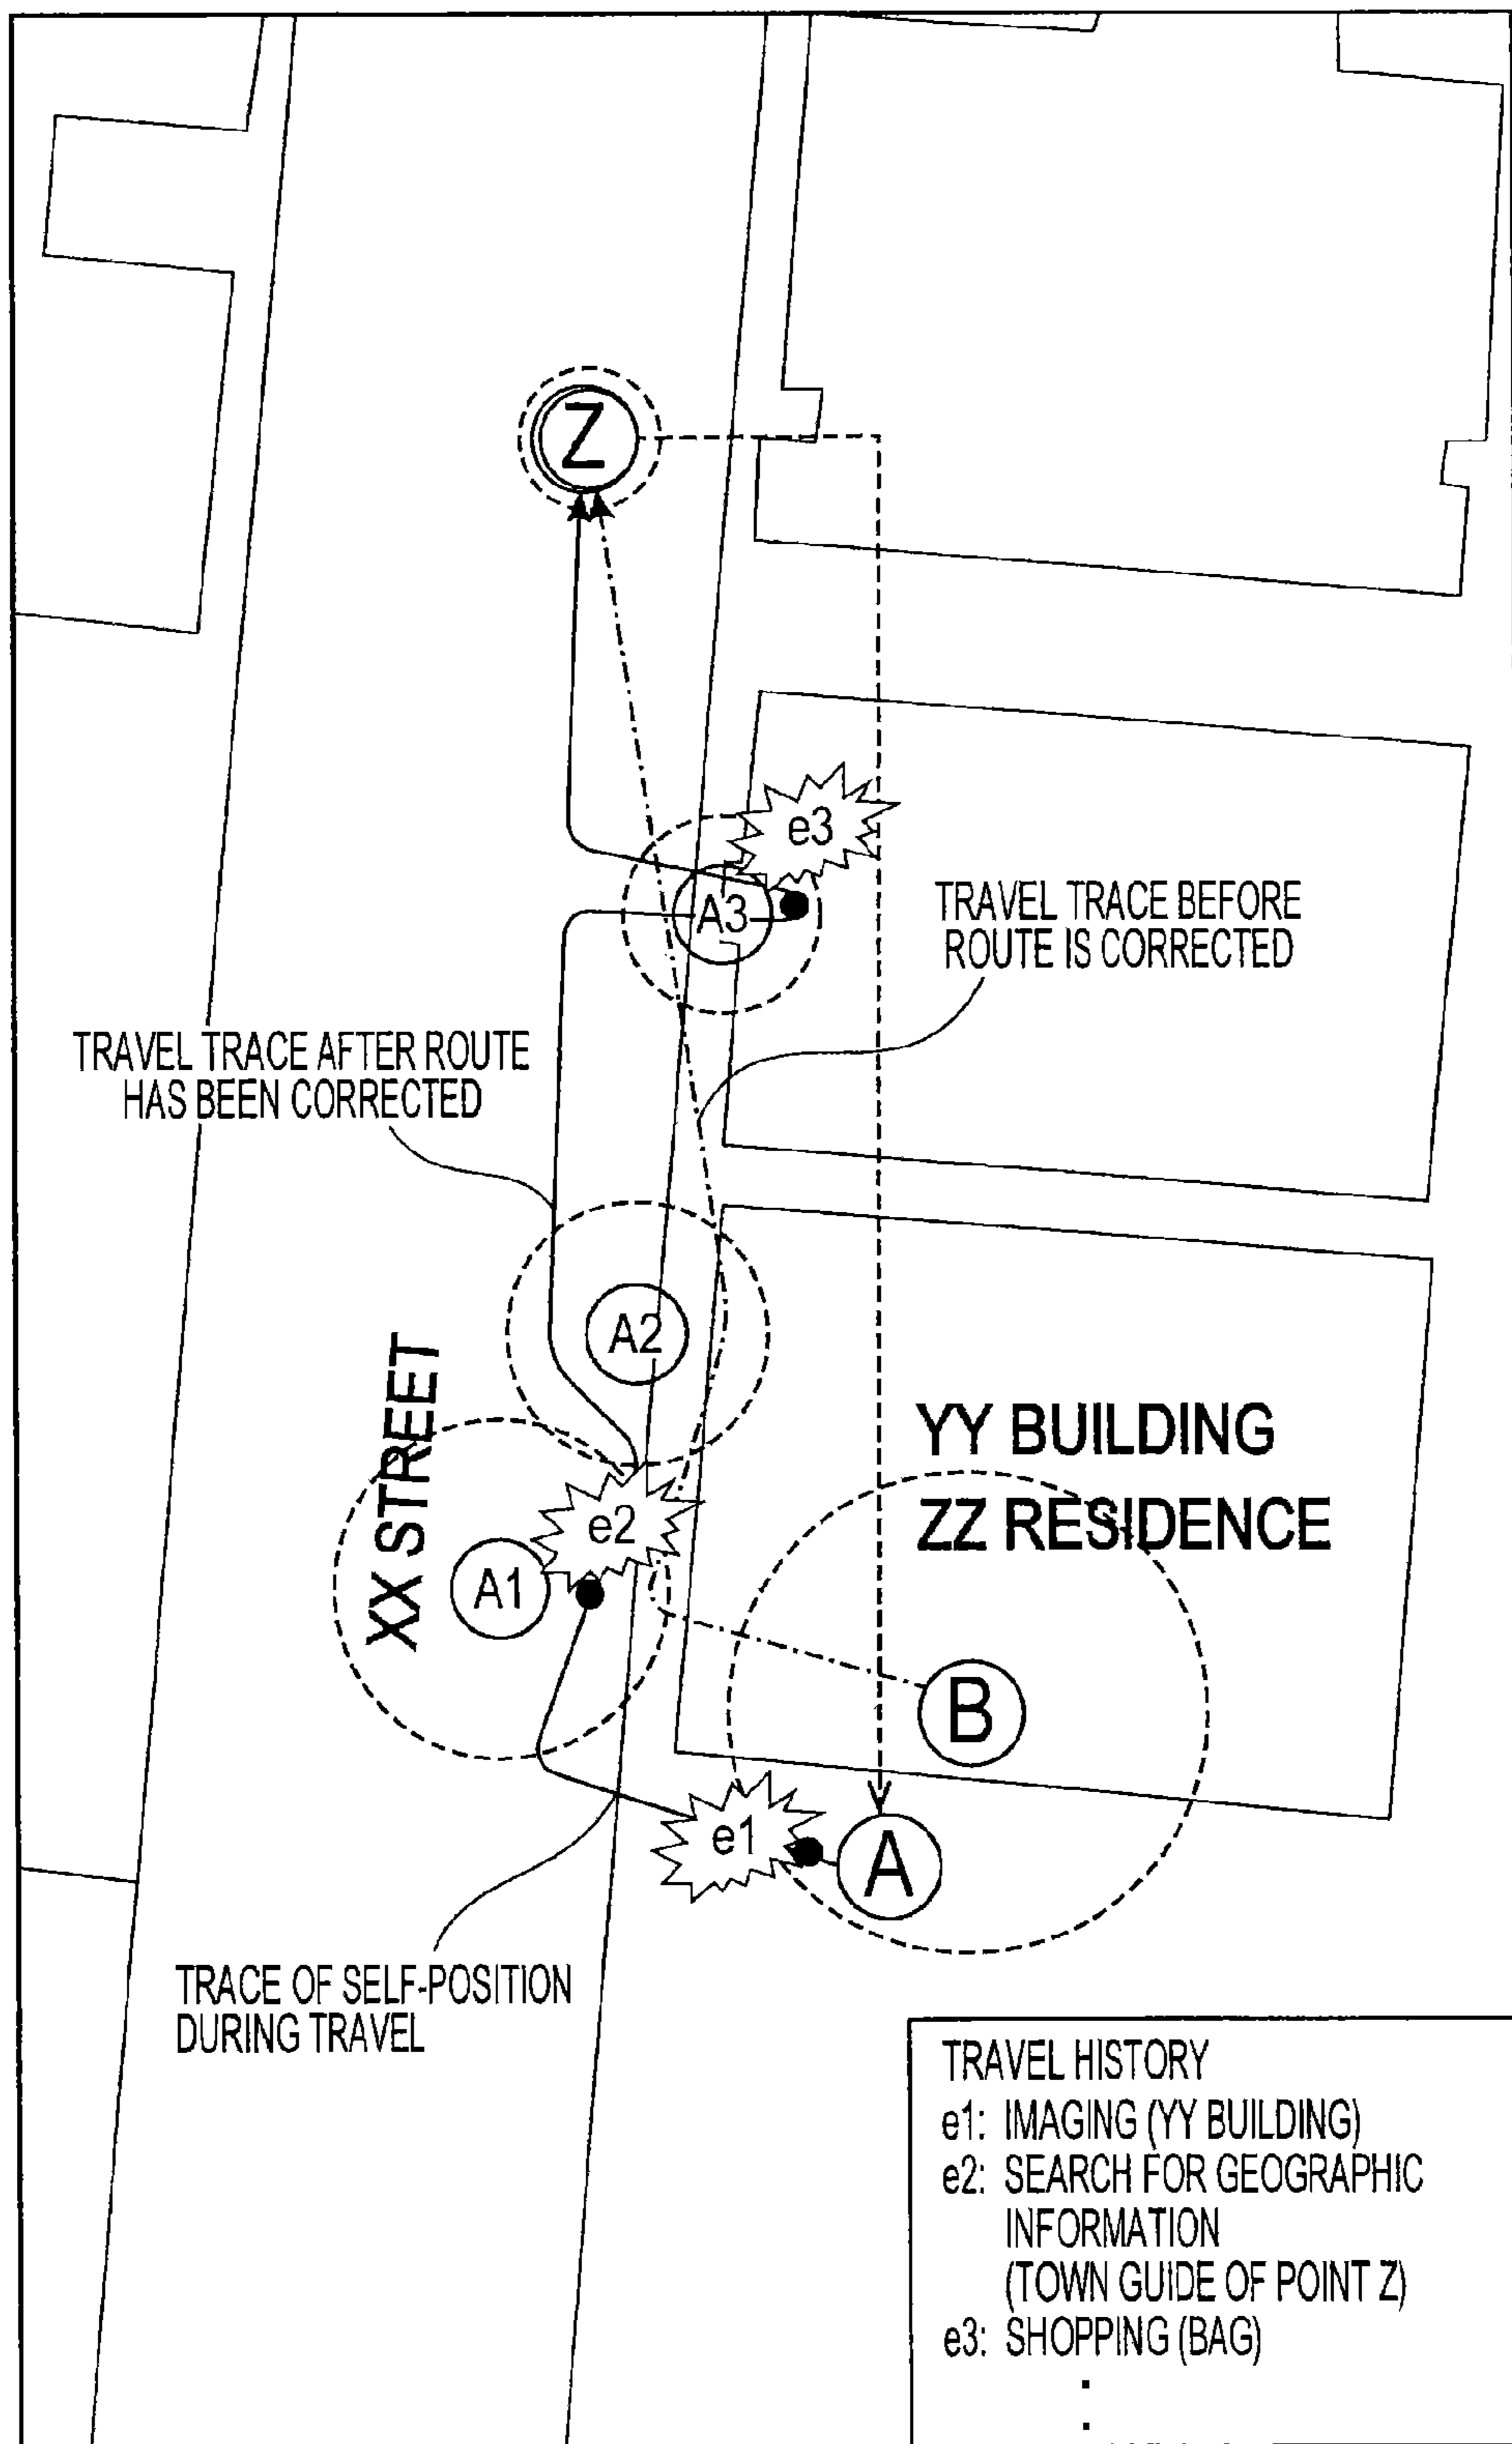 Z
e3
A3
TRAVEL TRACE BEFORE
ROUTE IS CORRECTED
TRAVEL TRACE AFTER ROUTE
HAS BEEN CORRECTED
A2
XX STREET
YY BUILDING
ZZ RESIDENCE
e2
A1
B
e1
A
TRACE OF SELF-POSITION
DURING TRAVEL
TRAVEL HISTORY
e1: IMAGING (YY BUILDING)
e2: SEARCH FOR GEOGRAPHIC
INFORMATION
(TOWN GUIDE OF POINT Z)
e3: SHOPPING (BAG)